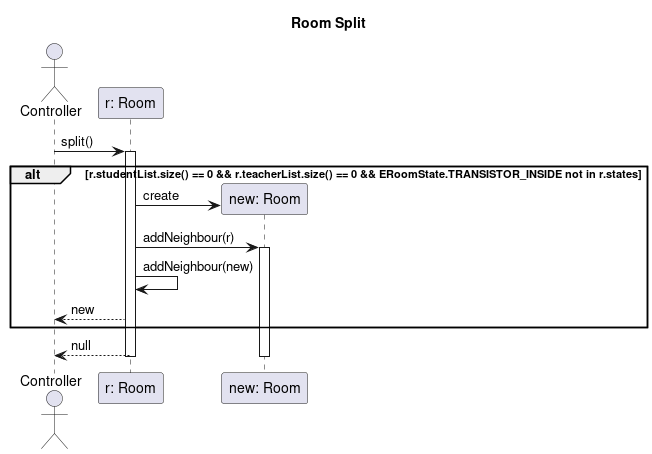 Room Split
Controller
r: Room
split()
alt
[r.studentList.size() == 0 && r.teacherList.size() == 0 && ERoomState.TRANSISTOR_INSIDE not in r.states]
create
new: Room
addNeighbour(r)
addNeighbour(new)
new
null
Controller
r: Room
new: Room